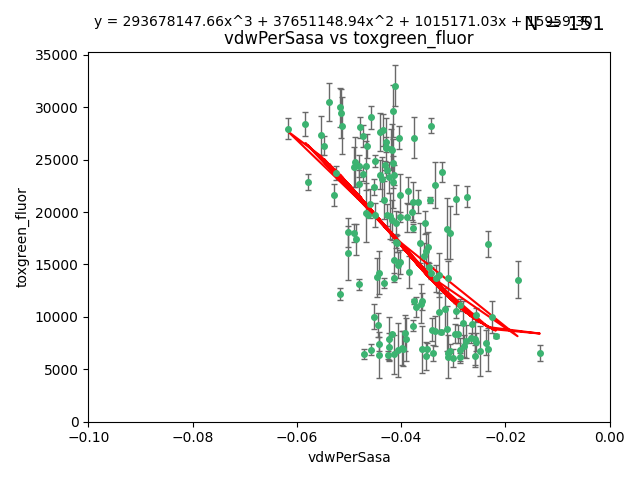 y = 293678147.66x^3 + 37651148.94x^2 + 1015171.03x +
N = 151
vdwPerSasa vs toxgreen_fluor
35000
30000
25000
20000
15000
10000
5000
0
toxgreen_fluor
−0.10 −0.08 −0.06 −0.04 −0.02 0.00
vdwPerSasa